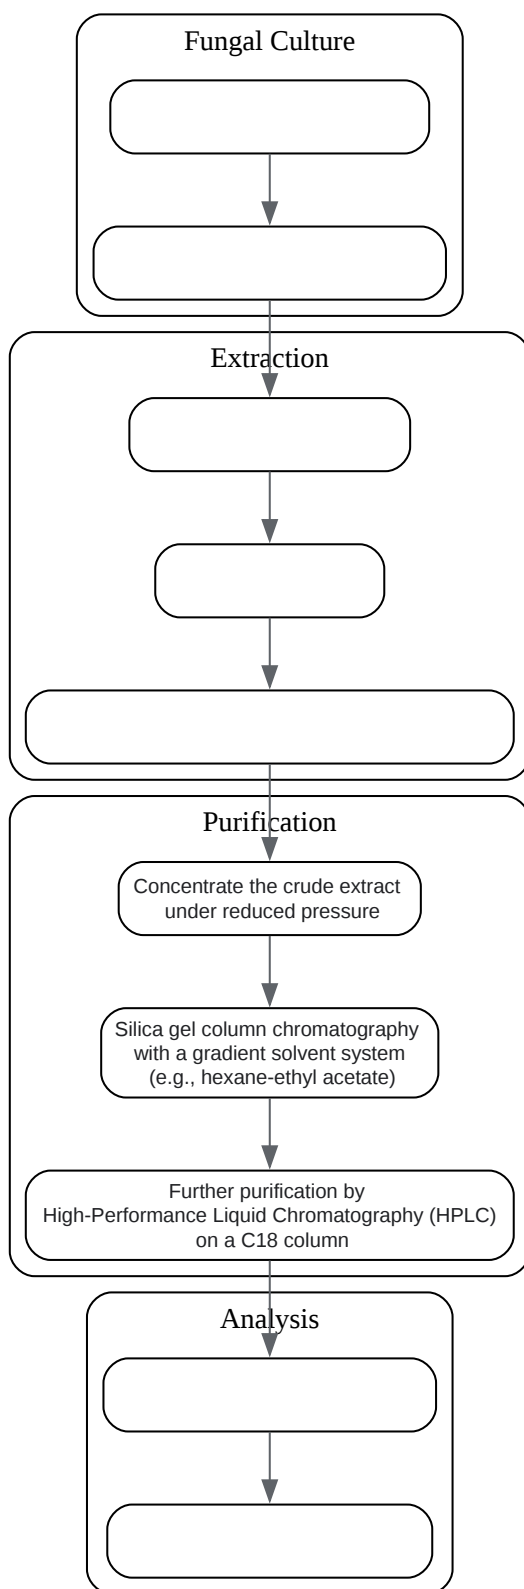 Fungal Culture
Extraction
Purification
Concentrate the crude extract
under reduced pressure
Silica gel column chromatography
with a gradient solvent system
(e.g., hexane-ethyl acetate)
Further purification by
High-Performance Liquid Chromatography (HPLC)
on a C18 column
Analysis